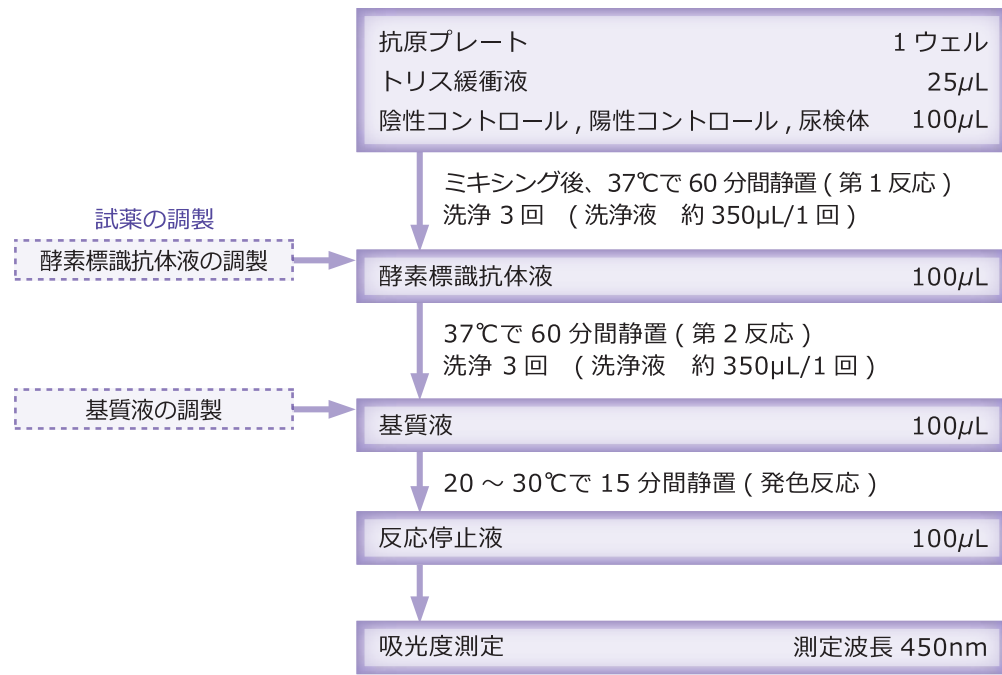 抗原プレート 1 ウェル
トリス緩衝液 25μL
陰性コントロール , 陽性コントロール , 尿検体 100μL
ミキシング後、37℃で 60 分間静置 ( 第 1 反応 )
洗浄 3 回 ( 洗浄液 約 350μL/1 回 )
試薬の調製
酵素標識抗体液の調製
酵素標識抗体液 100μL
37℃で 60 分間静置 ( 第 2 反応 )
洗浄 3 回 ( 洗浄液 約 350μL/1 回 )
基質液の調製
基質液 100μL
20 ～ 30℃で 15 分間静置 ( 発色反応 )
反応停止液 100μL
吸光度測定 測定波長 450nm